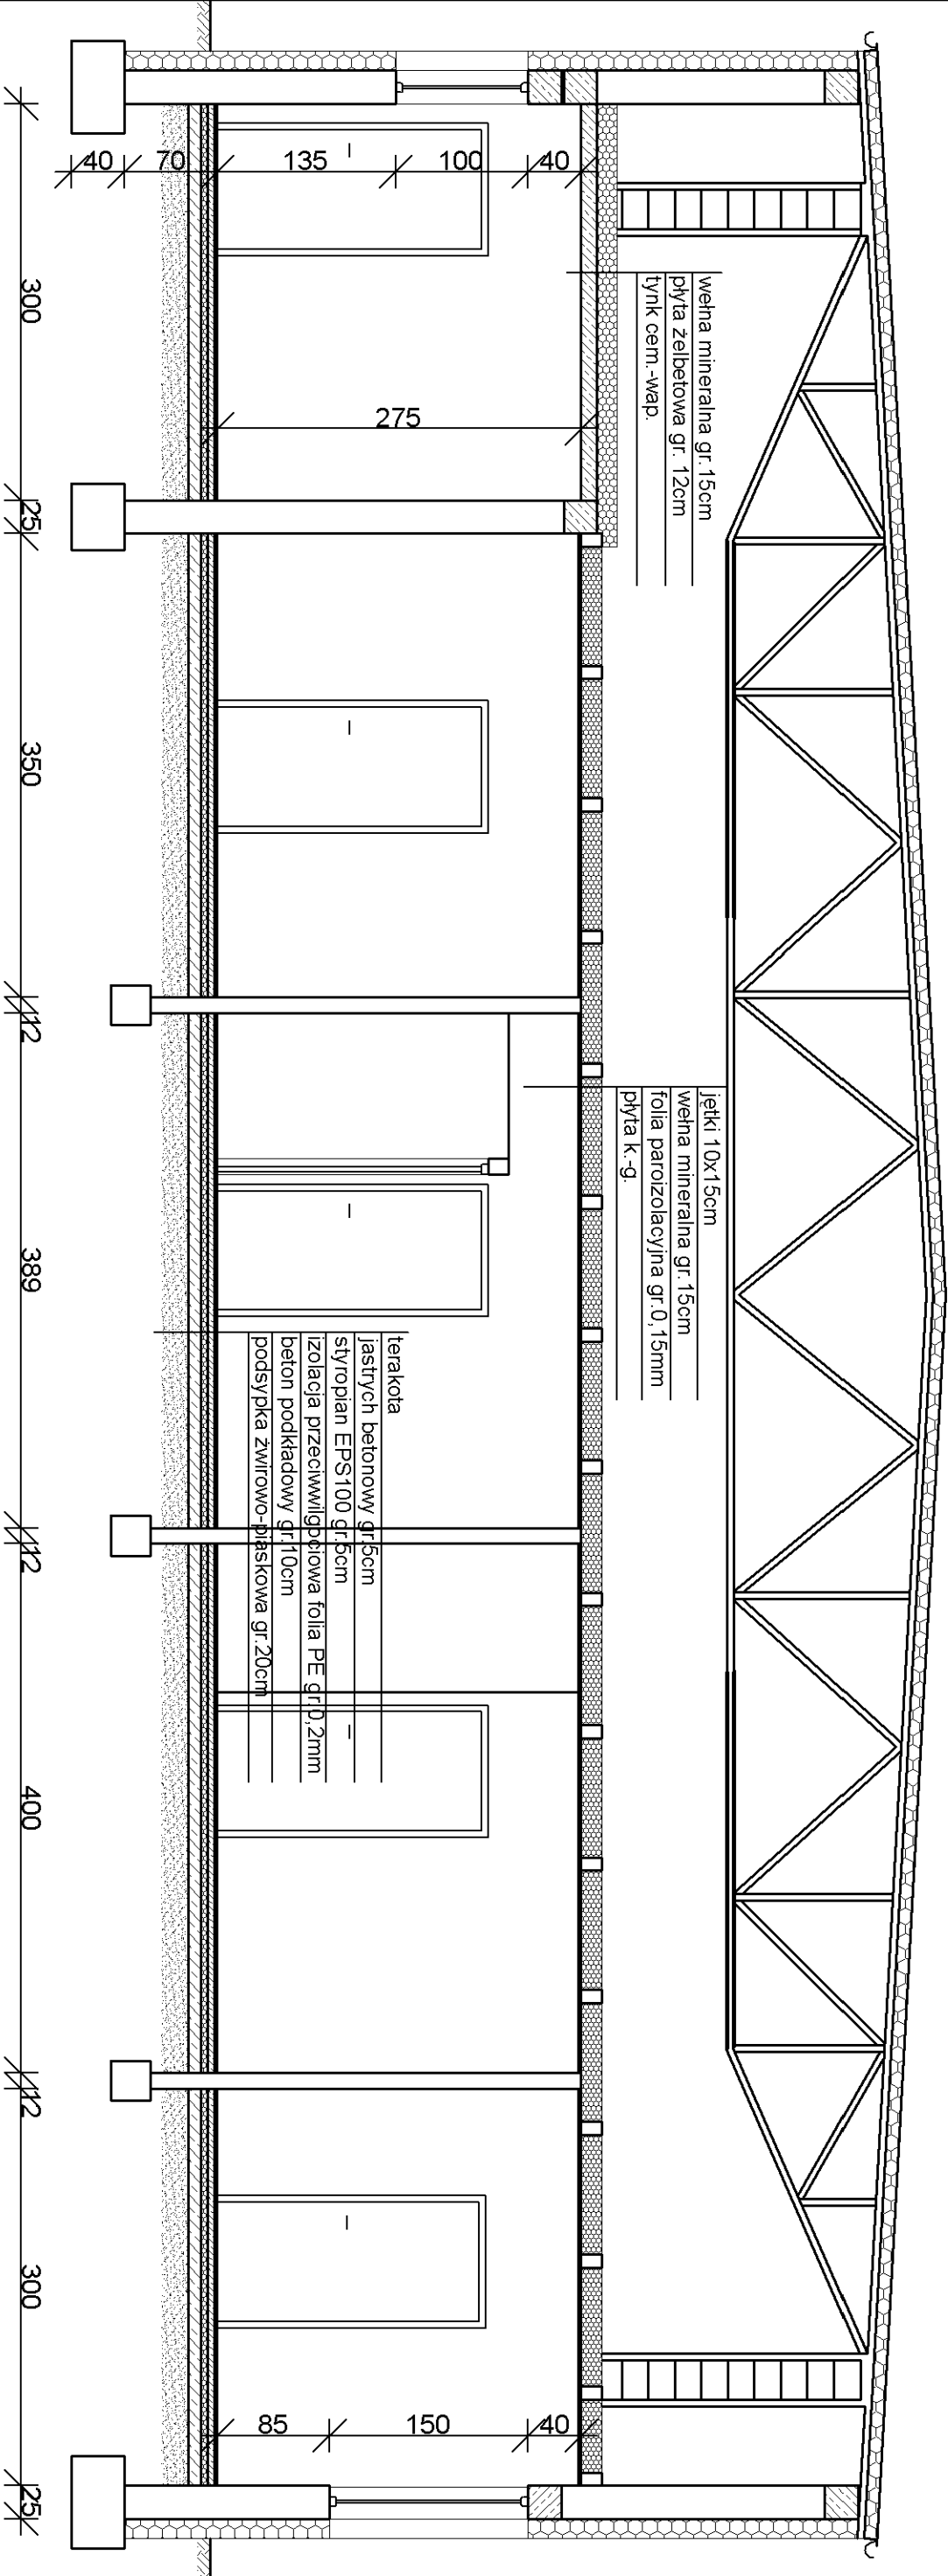 wełna mineralna gr.15cm
płyta żelbetowa gr. 12cm
tynk cem.-wap.
jętki 10x15cm
wełna mineralna gr.15cm
folia paroizolacyjna gr.0,15mm
płyta k.-g.
terakota
jastrych betonowy gr.5cm
styropian EPS100 gr.5cm
izolacja przeciwwilgociowa folia PE gr.0,2mm
beton podkładowy gr.10cm
podsypka żwirowo-piaskowa gr.20cm
40
100
135
70
40
275
40
150
85
300
25
350
12
389
12
400
12
300
25